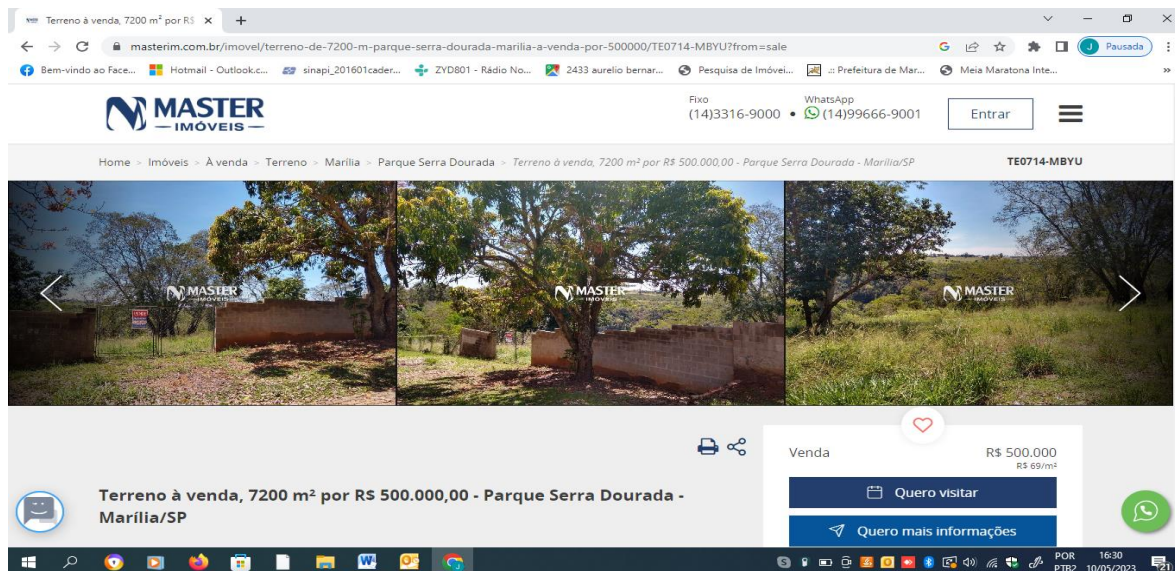 Terreno à venda, 7200 m² por R$
masterim.com.br/imovel/terreno-de-7200-m-parque-serra-dourada-marilia-a-venda-por-500000/TE0714-MBYU?from=sale
Pausada
Bem-vindo ao Face... Hotmail - Outlook.c... sinapi_201601cader... ZYD801 - Rádio No... 2433 aurelio bernar... Pesquisa de Imóvei... .:: Prefeitura de Mar... Meia Maratona Inte...
MASTER
IMÓVEIS
Fixo
(14)3316-9000
WhatsApp
(14)99666-9001
Entrar
Home > Imóveis > À venda > Terreno > Marília > Parque Serra Dourada > Terreno à venda, 7200 m² por R$ 500.000,00 - Parque Serra Dourada - Marília/SP
TE0714-MBYU
MASTER
IMÓVEIS
MASTER
IMÓVEIS
MASTER
IMÓVEIS
Venda R$ 500.000
R$ 69/m²
Quero visitar
Quero mais informações
Terreno à venda, 7200 m² por R$ 500.000,00 - Parque Serra Dourada -
Marília/SP
POR 16:30
PTB2 10/05/2023